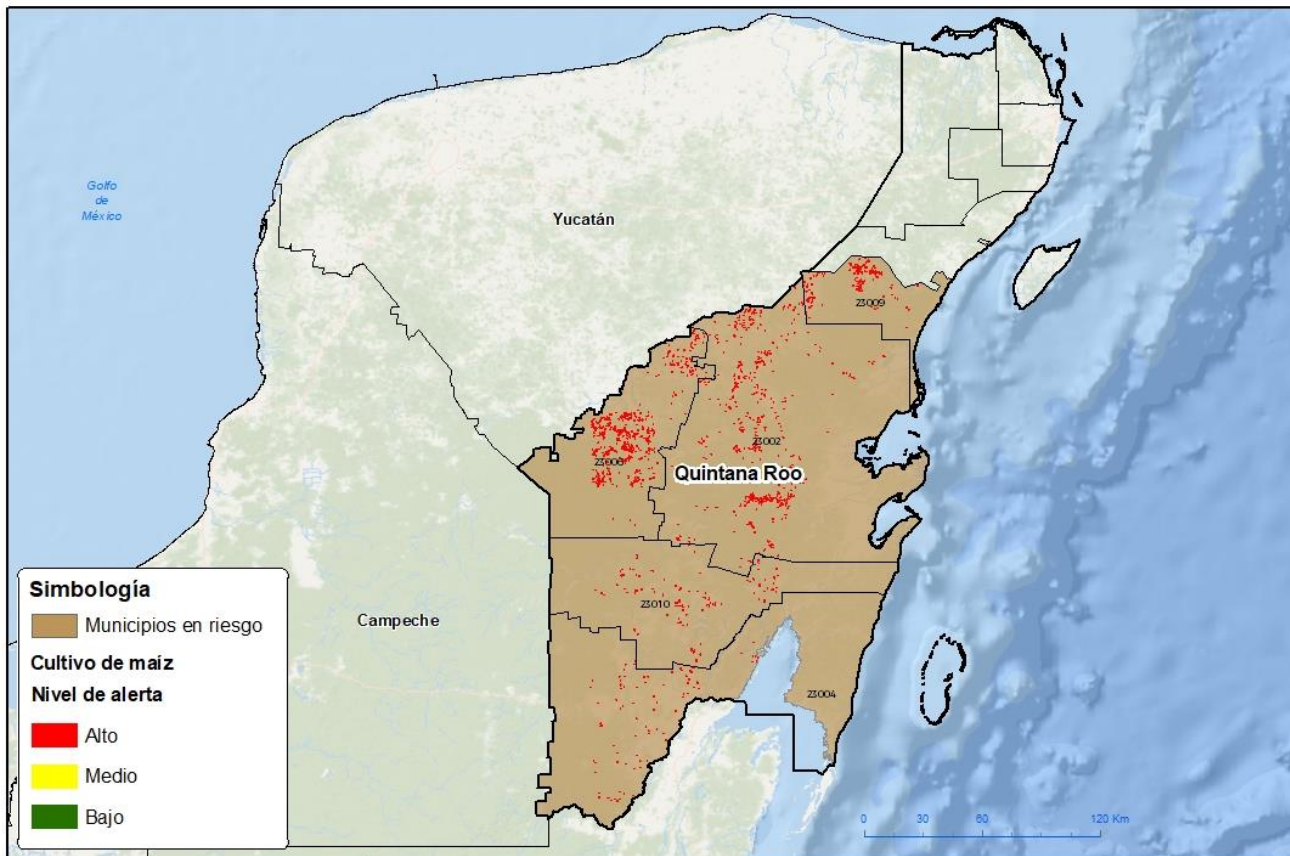 Golfo
de
México
Yucatán
23009
23002
23006
Quintana Roo
23010
Campeche
23004
Simbología
Municipios en riesgo
Cultivo de maíz
Nivel de alerta
Alto
Medio
Bajo
0 30 60 120 Km